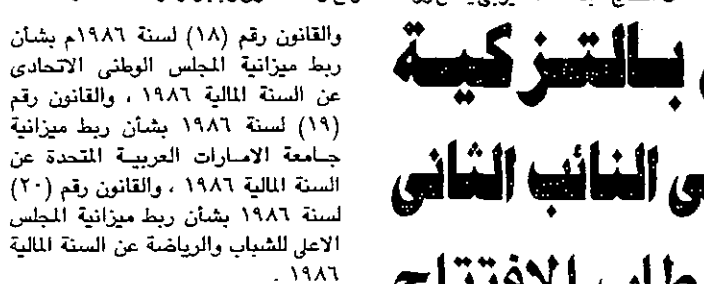 بالتزكية
النائب الثاني
والقانون رقم (١٨) لسنة ١٩٨٦م بشأن
ربط ميزانية المجلس الوطنى الاتحادى
عن السنة المالية ١٩٨٦ ، والقانون رقم
(١٩) لسنة ١٩٨٦ بشأن ربط ميزانية
جامعة الامارات العربية المتحدة عن
السنة المالية ١٩٨٦ ، والقانون رقم (٢٠)
لسنة ١٩٨٦ بشأن ربط ميزانية المجلس
الاعلى للشباب والرياضة عن السنة المالية
١٩٨٦ .